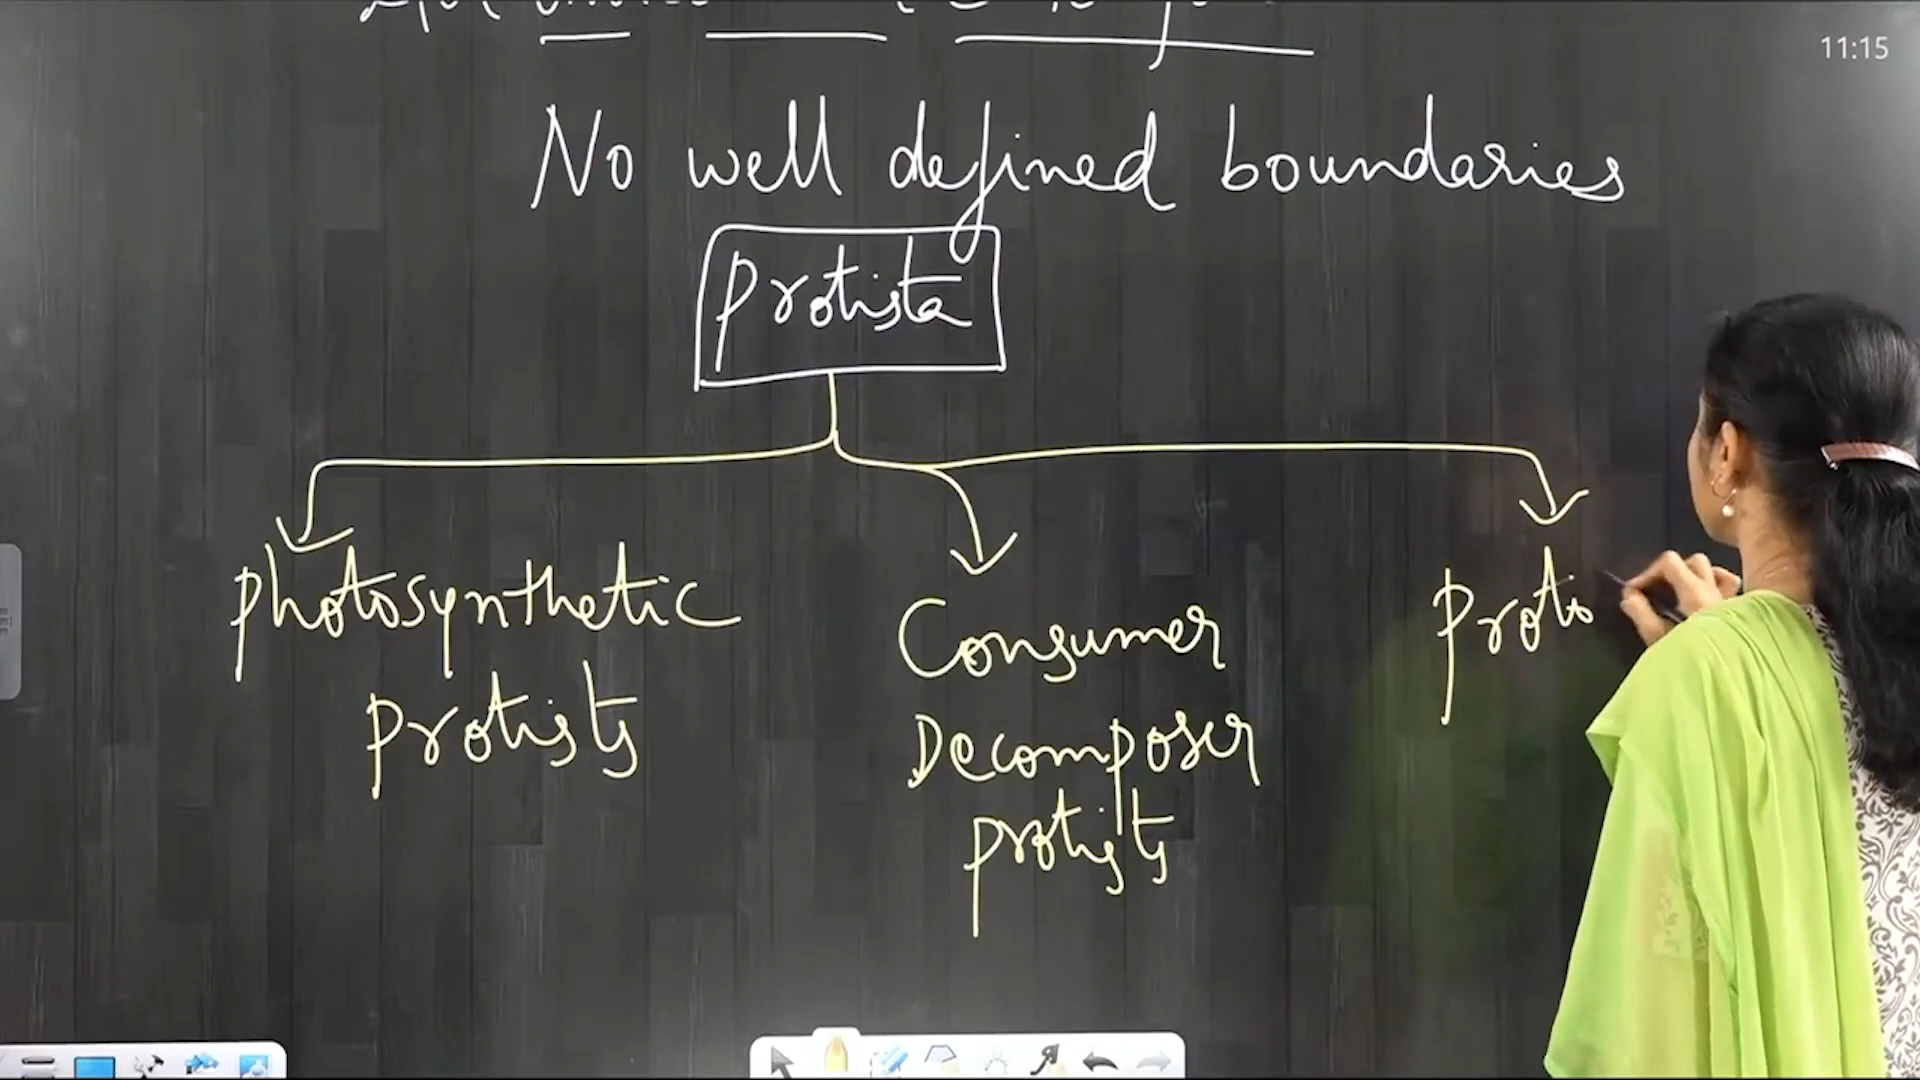 11:15
No well defined boundaries
Protista
Photosynthetic
protists
Consumer
Decomposer
protists
Proto